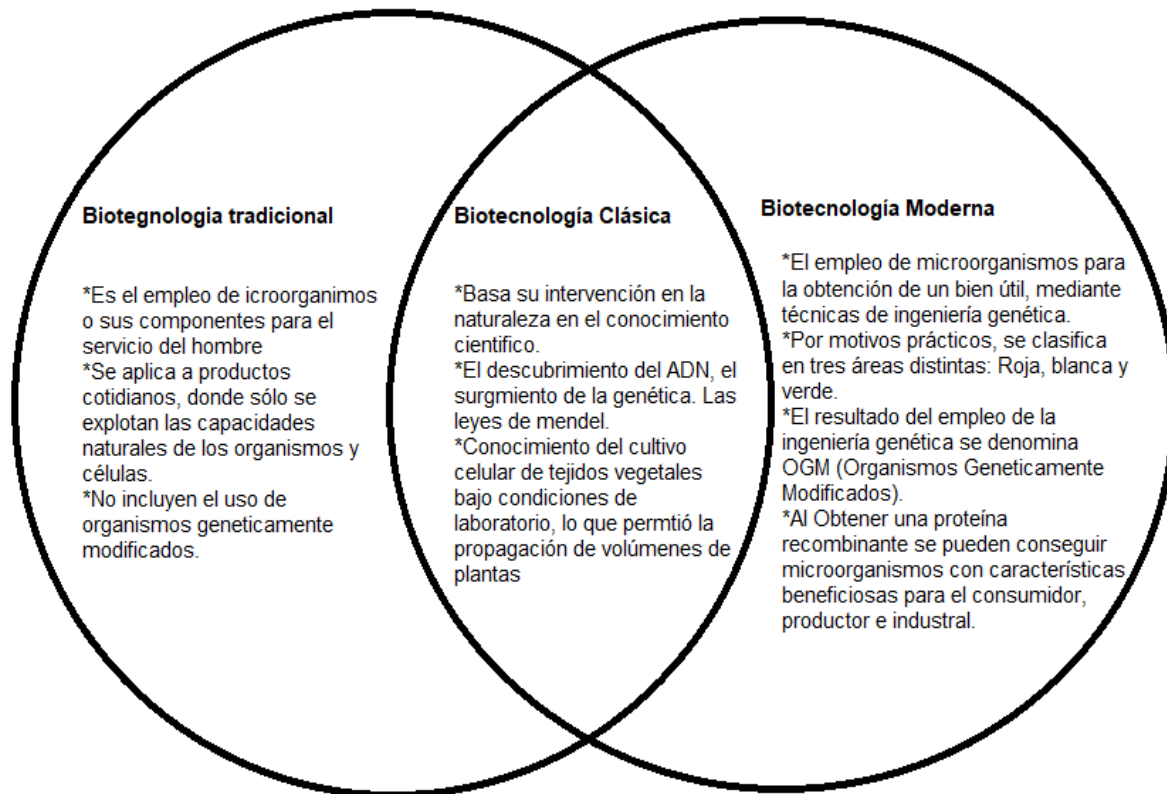 Biotegnologia tradicional
*Es el empleo de icroorganimos
o sus componentes para el
servicio del hombre
*Se aplica a productos
cotidianos, donde sólo se
explotan las capacidades
naturales de los organismos y
células.
*No incluyen el uso de
organismos geneticamente
modificados.
Biotecnología Clásica
*Basa su intervención en la
naturaleza en el conocimiento
cientifico.
*El descubrimiento del ADN, el
surgmiento de la genética. Las
leyes de mendel.
*Conocimiento del cultivo
celular de tejidos vegetales
bajo condiciones de
laboratorio, lo que permtió la
propagación de volúmenes de
plantas
Biotecnología Moderna
*El empleo de microorganismos para
la obtención de un bien útil, mediante
técnicas de ingeniería genética.
*Por motivos prácticos, se clasifica
en tres áreas distintas: Roja, blanca y
verde.
*El resultado del empleo de la
ingeniería genética se denomina
OGM (Organismos Geneticamente
Modificados).
*Al Obtener una proteína
recombinante se pueden conseguir
microorganismos con características
beneficiosas para el consumidor,
productor e industral.